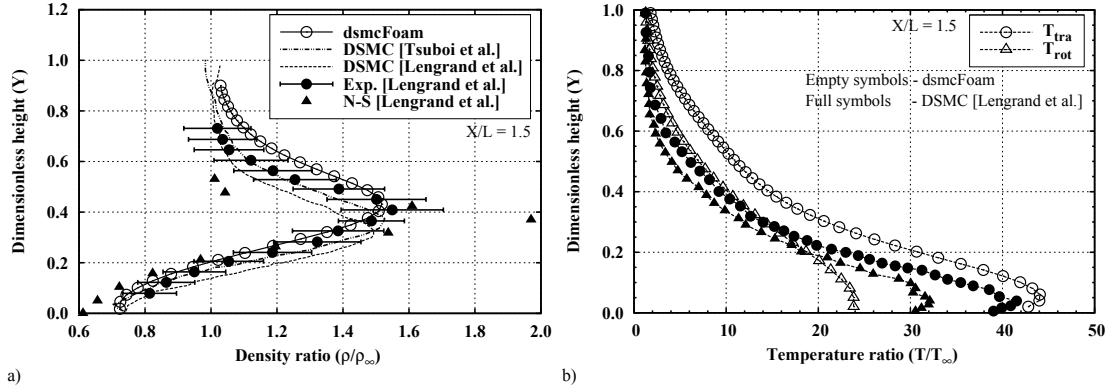 dsmcFoam
DSMC [Tsuboi et al.]
DSMC [Lengrand et al.]
Exp. [Lengrand et al.]
N-S [Lengrand et al.]
X/L = 1.5
Dimensionless height (Y)
1.2
1.0
0.8
0.6
0.4
0.2
0.0
0.6 0.8 1.0 1.2 1.4 1.6 1.8 2.0
Density ratio (ρ/ρ∞)
a)
X/L = 1.5
T_tra
T_rot
Empty symbols - dsmcFoam
Full symbols - DSMC [Lengrand et al.]
Dimensionless height (Y)
1.0
0.8
0.6
0.4
0.2
0.0
0 10 20 30 40 50
Temperature ratio (T/T∞)
b)